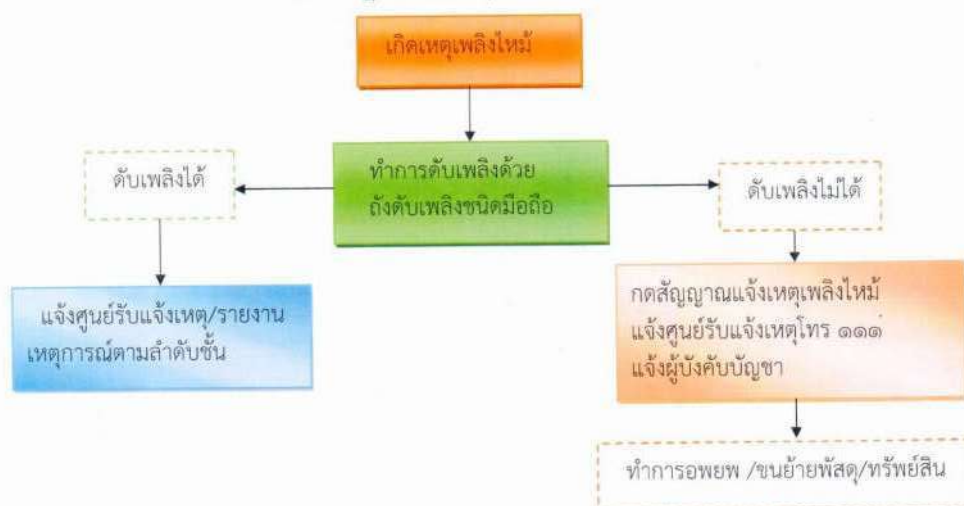 เกิดเหตุเพลิงไหม้
ทำการดับเพลิงด้วย
ถังดับเพลิงชนิดมือถือ
ดับเพลิงได้
ดับเพลิงไม่ได้
แจ้งศูนย์รับแจ้งเหตุ/รายงาน
เหตุการณ์ตามลำดับชั้น
กดสัญญาณแจ้งเหตุเพลิงไหม้
แจ้งศูนย์รับแจ้งเหตุโทร ๑๑๑
แจ้งผู้บังคับบัญชา
ทำการอพยพ /ขนย้ายพัสดุ/ทรัพย์สิน